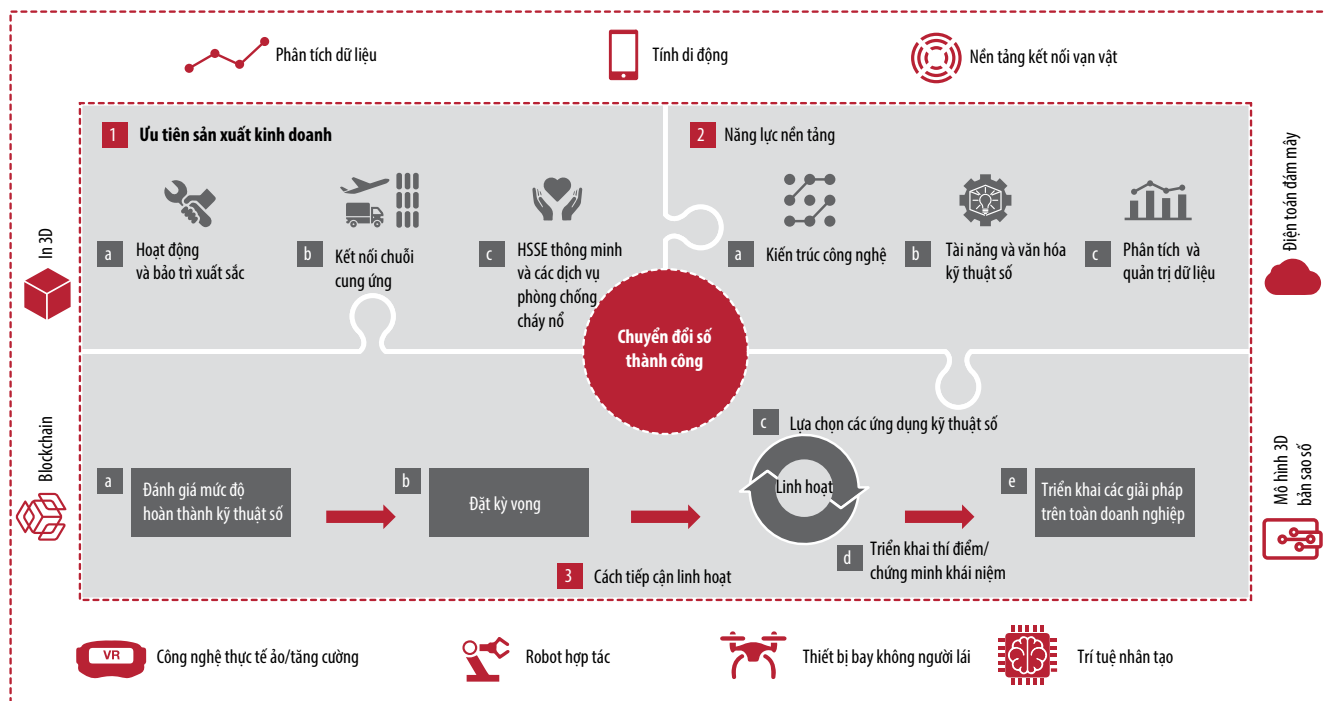 Phân tích dữ liệu
Tính di động
Nền tảng kết nối vạn vật
1 Ưu tiên sản xuất kinh doanh
a Hoạt động
và bảo trì xuất sắc
b Kết nối chuỗi
cung ứng
c HSSE thông minh
và các dịch vụ
phòng chống
cháy nổ
2 Năng lực nền tảng
a Kiến trúc công nghệ
b Tài năng và văn hóa
kỹ thuật số
c Phân tích và
quản trị dữ liệu
In 3D
Điện toán đám mây
Chuyển đổi số
thành công
Blockchain
Mô hình 3D
bản sao số
a Đánh giá mức độ
hoàn thành kỹ thuật số
b Đặt kỳ vọng
c Lựa chọn các ứng dụng kỹ thuật số
Linh hoạt
d Triển khai thí điểm/
chứng minh khái niệm
e Triển khai các giải pháp
trên toàn doanh nghiệp
3 Cách tiếp cận linh hoạt
VR
Công nghệ thực tế ảo/tăng cường
Robot hợp tác
Thiết bị bay không người lái
Trí tuệ nhân tạo